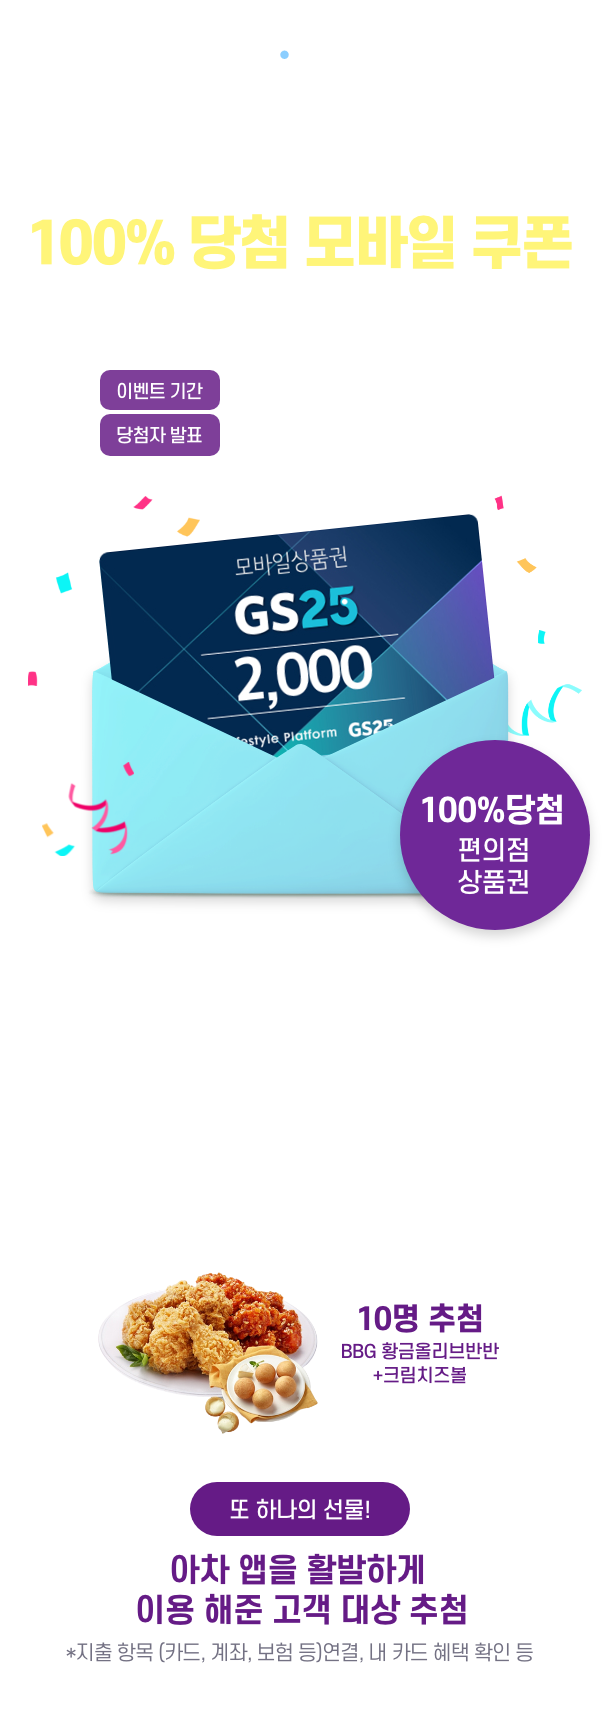 100% 당첨 모바일 쿠폰
이벤트 기간
당첨자 발표
모바일상품권
GS25
2,000
estyle Platform GS25
100%당첨
편의점
상품권
10명 추첨
BBG 황금올리브반반
+크림치즈볼
또 하나의 선물!
아차 앱을 활발하게
이용 해준 고객 대상 추첨
*지출 항목 (카드, 계좌, 보험 등)연결, 내 카드 혜택 확인 등